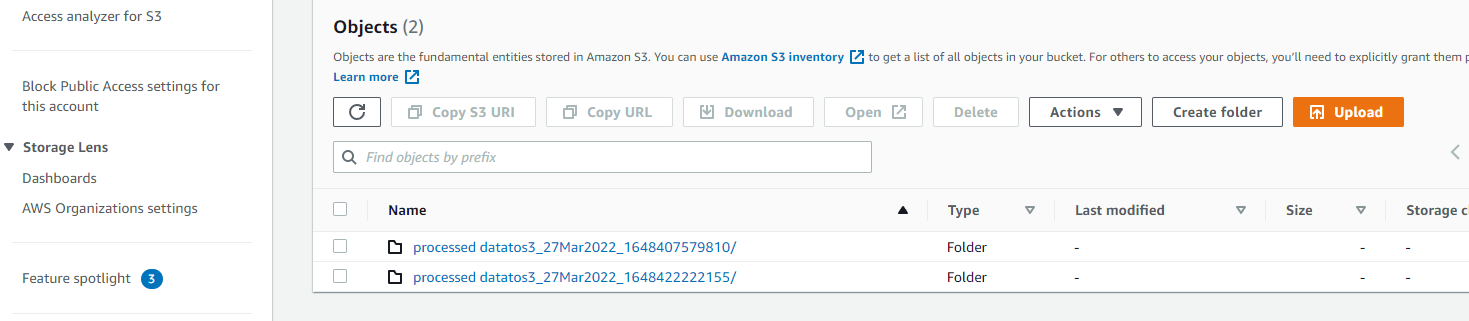 Access analyzer for S3
Block Public Access settings for
this account
Storage Lens
Dashboards
AWS Organizations settings
Feature spotlight 3
Objects (2)
Objects are the fundamental entities stored in Amazon S3. You can use Amazon S3 inventory to get a list of all objects in your bucket. For others to access your objects, you'll need to explicitly grant them
Learn more
Copy S3 URI Copy URL Download Open Delete Actions Create folder Upload
Find objects by prefix
Name Type Last modified Size Storage
processed datatos3_27Mar2022_1648407579810/ Folder - - -
processed datatos3_27Mar2022_1648422222155/ Folder - - -